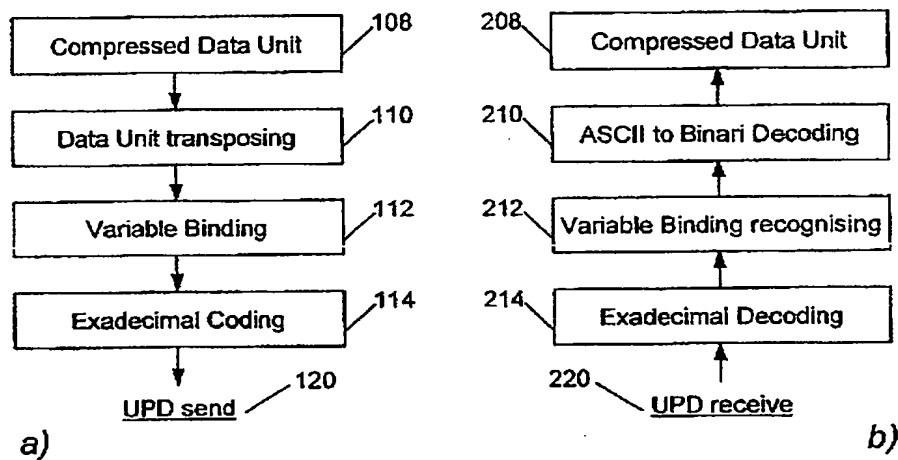 Compressed Data Unit
108
Data Unit transposing
110
Variable Binding
112
Exadecimal Coding
114
UPD send
120
a)
208
Compressed Data Unit
210
ASCII to Binari Decoding
212
Variable Binding recognising
214
Exadecimal Decoding
220
UPD receive
b)